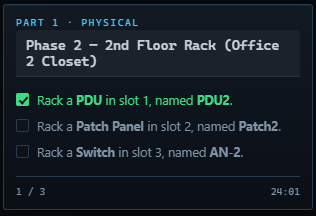 PART 1 · PHYSICAL
Phase 2 – 2nd Floor Rack (Office
2 Closet)
Rack a PDU in slot 1, named PDU2.
Rack a Patch Panel in slot 2, named Patch2.
Rack a Switch in slot 3, named AN-2.
1 / 3 24:01